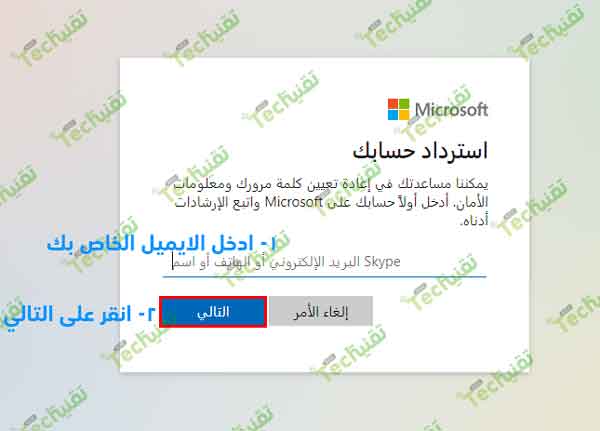 Microsoft
استرداد حسابك
يمكننا مساعدتك في إعادة تعيين كلمة مرورك ومعلومات
الأمان. أدخل أولاً حسابك على Microsoft واتبع الإرشادات
أدناه.
١- ادخل الايميل الخاص بك
البريد الإلكتروني أو الهاتف أو اسم Skype
إلغاء الأمر
التالي
٢- انقر على التالي
تقني Tech